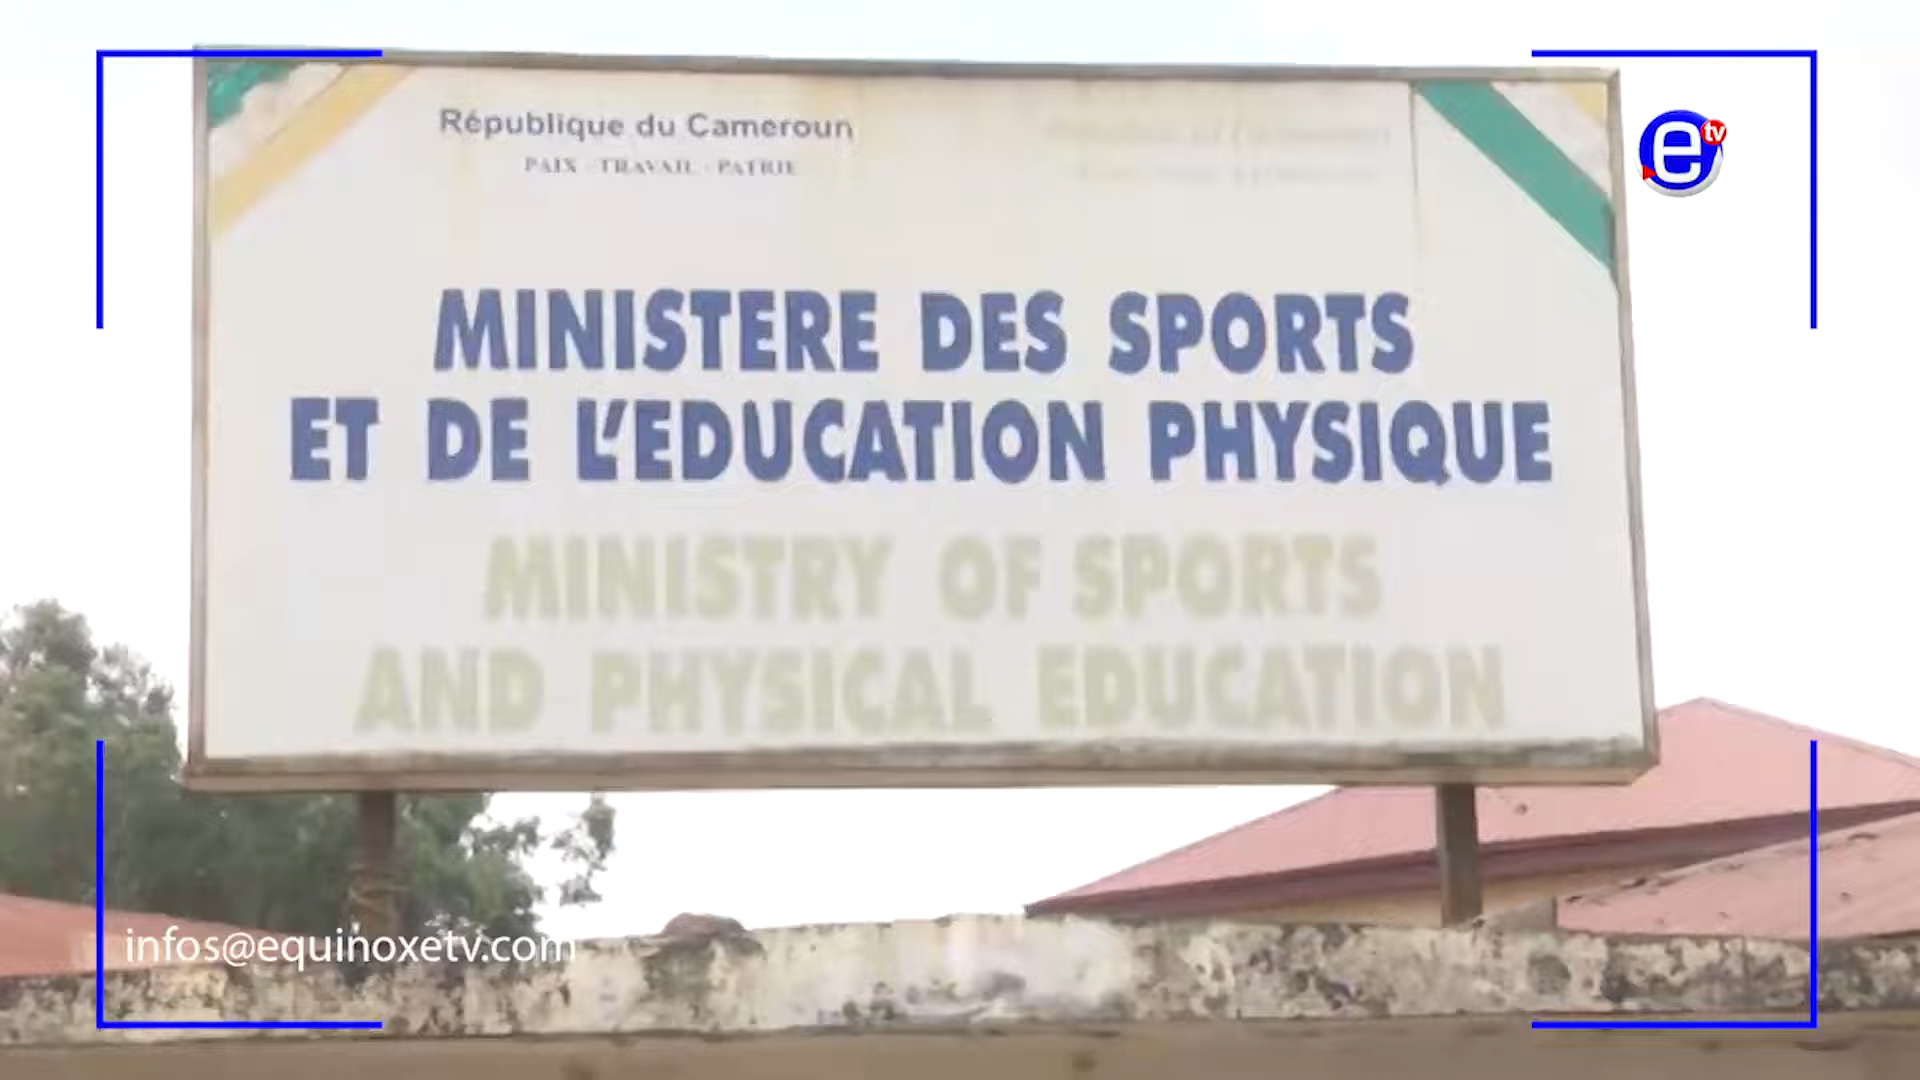 République du Cameroun
PAIX - TRAVAIL - PATRIE
MINISTERE DES SPORTS
ET DE L'EDUCATION PHYSIQUE
MINISTRY OF SPORTS
AND PHYSICAL EDUCATION
e tv
infos@equinoxetv.com